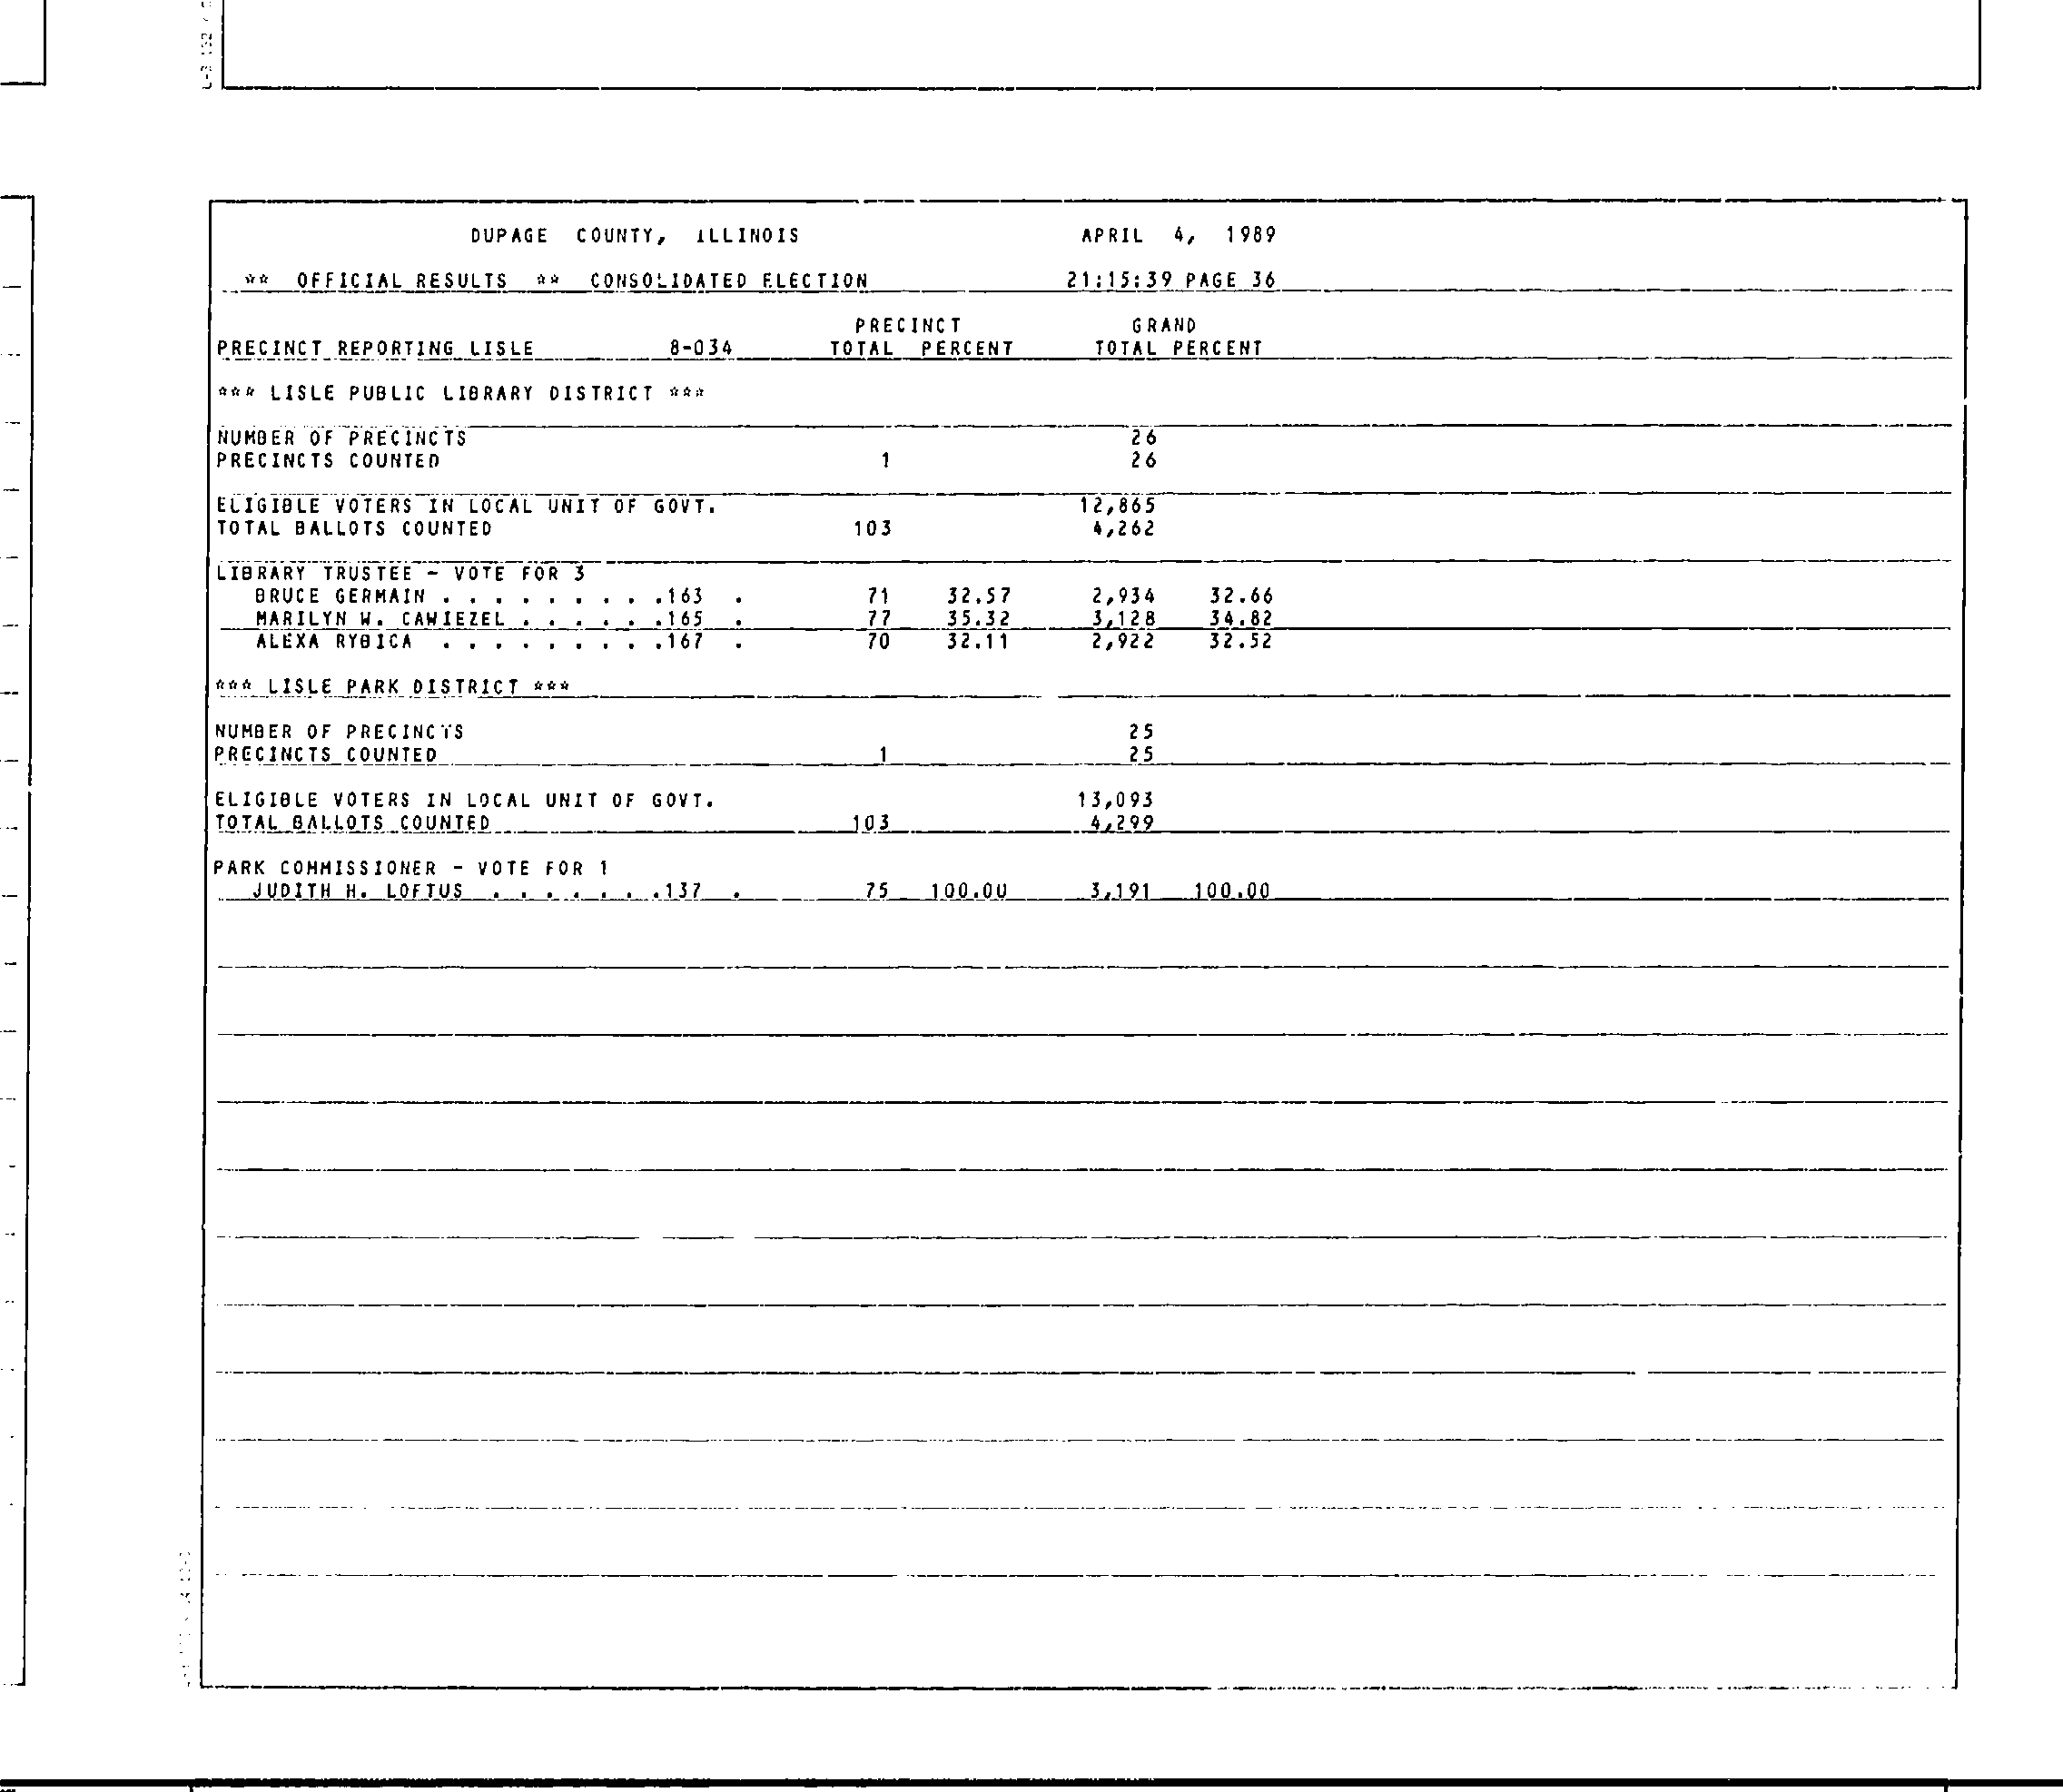 DUPAGE COUNTY, ILLINOIS APRIL 4, 1989
** OFFICIAL RESULTS ** CONSOLIDATED ELECTION 21:15:39 PAGE 36
PRECINCT GRAND
PRECINCT REPORTING LISLE 8-034 TOTAL PERCENT TOTAL PERCENT
*** LISLE PUBLIC LIBRARY DISTRICT ***
NUMBER OF PRECINCTS 26
PRECINCTS COUNTED 1 26
ELIGIBLE VOTERS IN LOCAL UNIT OF GOVT. 12,865
TOTAL BALLOTS COUNTED 103 4,262
LIBRARY TRUSTEE - VOTE FOR 3
BRUCE GERMAIN . . . . . . . . .163 . 71 32.57 2,934 32.66
MARILYN W. CAWIEZEL . . . . . .165 . 77 35.32 3,128 34.82
ALEXA RYBICA . . . . . . . . .167 . 70 32.11 2,922 32.52
*** LISLE PARK DISTRICT ***
NUMBER OF PRECINCTS 25
PRECINCTS COUNTED 1 25
ELIGIBLE VOTERS IN LOCAL UNIT OF GOVT. 13,093
TOTAL BALLOTS COUNTED 103 4,299
PARK COMMISSIONER - VOTE FOR 1
JUDITH H. LOFTUS . . . . . . .137 . 75 100.00 3,191 100.00